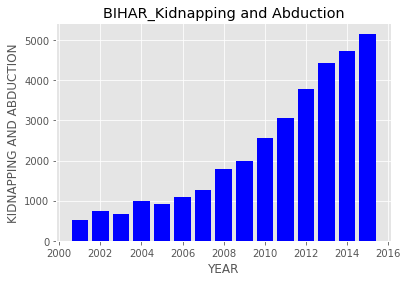 BIHAR_Kidnapping and Abduction
KIDNAPPING AND ABDUCTION
5000
4000
3000
2000
1000
0
2000 2002 2004 2006 2008 2010 2012 2014 2016
YEAR